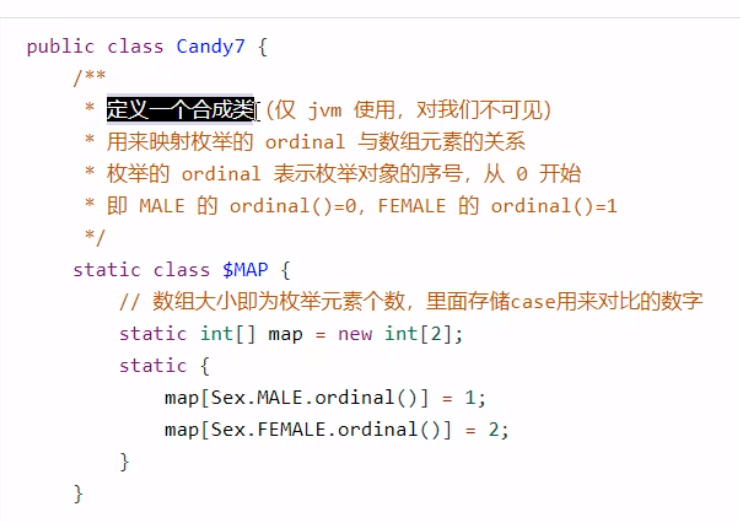 public class Candy7 {
/**
* 定义一个合成类(仅 jvm 使用，对我们不可见)
* 用来映射枚举的 ordinal 与数组元素的关系
* 枚举的 ordinal 表示枚举对象的序号，从 0 开始
* 即 MALE 的 ordinal()=0，FEMALE 的 ordinal()=1
*/
static class $MAP {
// 数组大小即为枚举元素个数，里面存储case用来对比的数字
static int[] map = new int[2];
static {
map[Sex.MALE.ordinal()] = 1;
map[Sex.FEMALE.ordinal()] = 2;
}
}